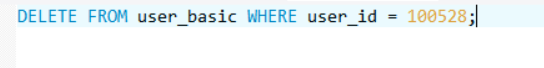 DELETE FROM user_basic WHERE user_id = 100528;